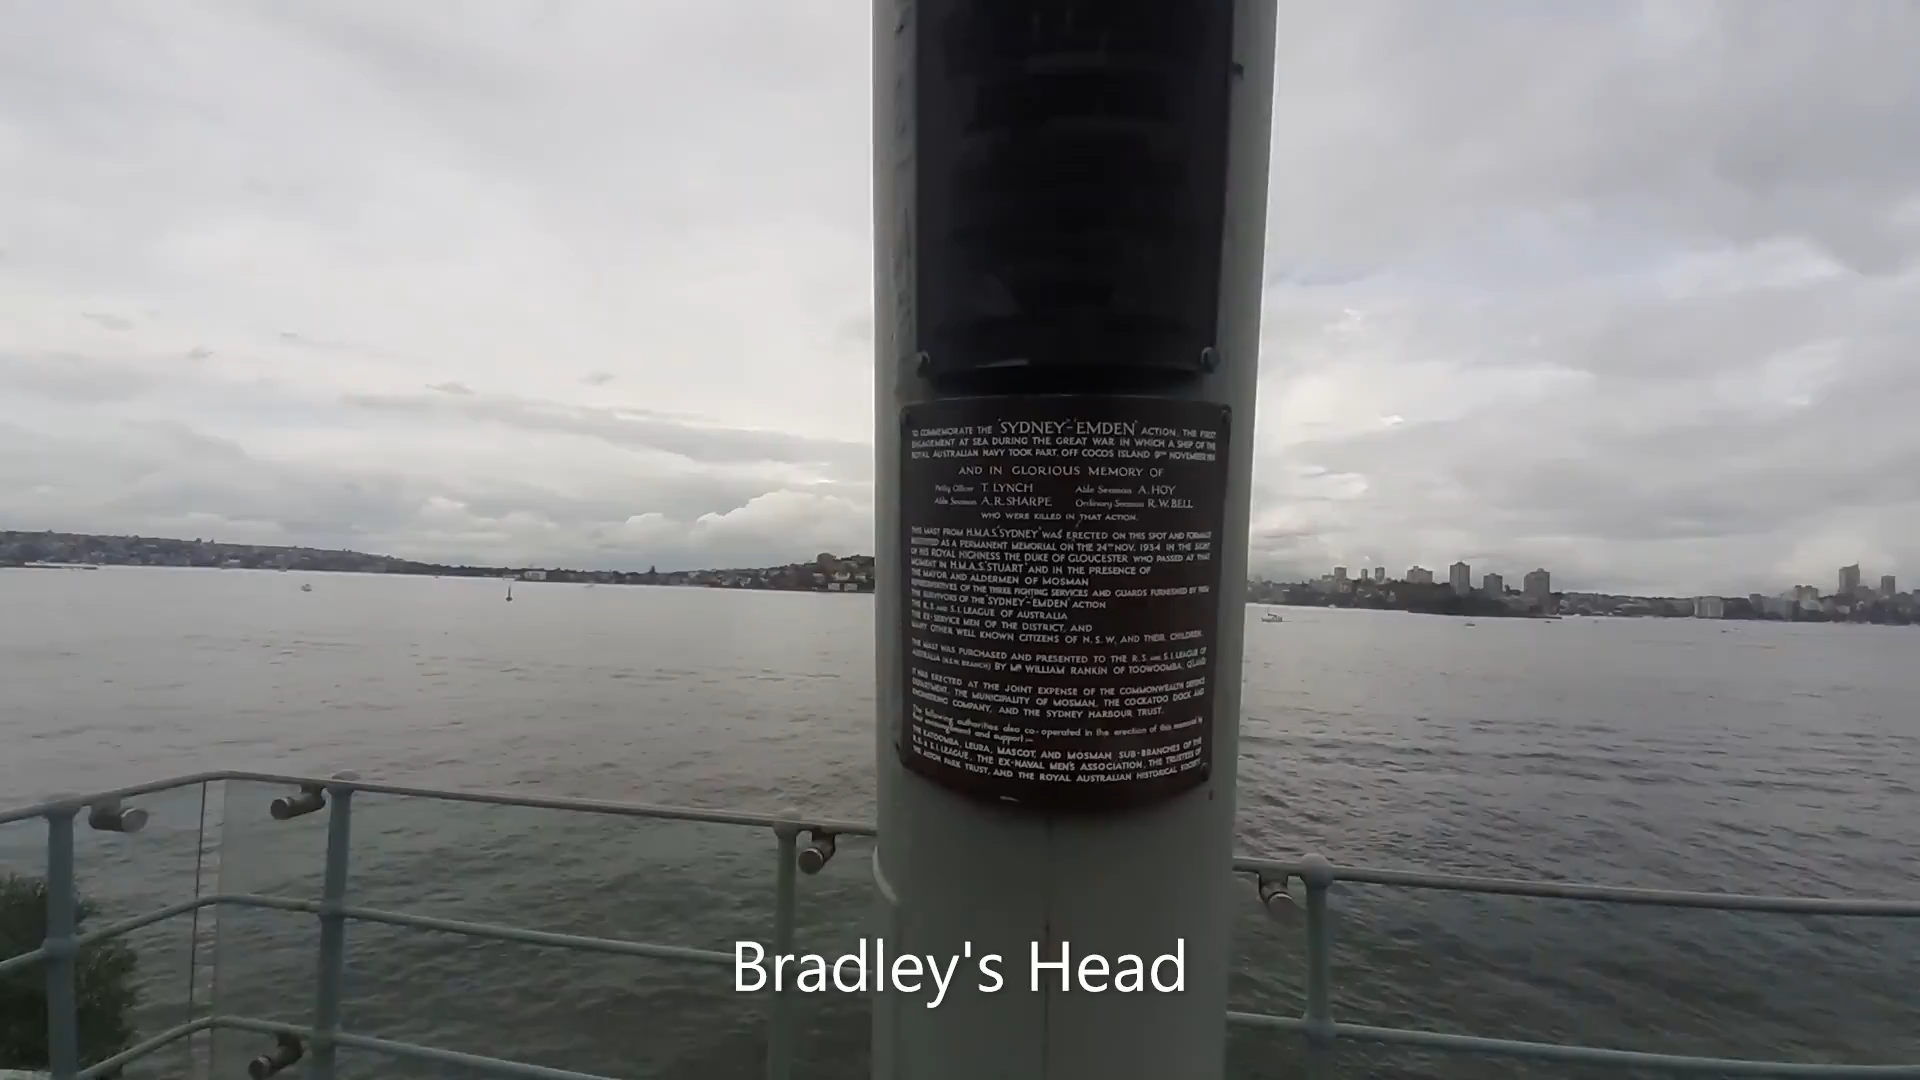 TO COMMEMORATE THE "SYDNEY"-"EMDEN" ACTION, THE FIRST
ENGAGEMENT AT SEA DURING THE GREAT WAR IN WHICH A SHIP OF THE
ROYAL AUSTRALIAN NAVY TOOK PART, OFF COCOS ISLAND 9TH NOVEMBER 1914
AND IN GLORIOUS MEMORY OF
Petty Officer T. LYNCH Able Seaman A. HOY
Able Seaman A. R. SHARPE Ordinary Seaman R. W. BELL
WHO WERE KILLED IN THAT ACTION.
THIS MAST FROM H.M.A.S. "SYDNEY" WAS ERECTED ON THIS SPOT AND FORMALLY
AS A PERMANENT MEMORIAL ON THE 24TH NOV. 1934 IN THE SIGHT
OF HIS ROYAL HIGHNESS THE DUKE OF GLOUCESTER WHO PASSED AT THAT
MOMENT IN H.M.A.S. "STUART" AND IN THE PRESENCE OF
THE MAYOR AND ALDERMEN OF MOSMAN
REPRESENTATIVES OF THE THREE FIGHTING SERVICES AND GUARDS FURNISHED BY THEM
THE SURVIVORS OF THE "SYDNEY"-"EMDEN" ACTION
THE R.S. AND S.I. LEAGUE OF AUSTRALIA
THE EX-SERVICE MEN OF THE DISTRICT, AND
MANY OTHER WELL KNOWN CITIZENS OF N.S.W. AND THEIR CHILDREN.
THE MAST WAS PURCHASED AND PRESENTED TO THE R.S. AND S.I. LEAGUE OF
AUSTRALIA (N.S.W. BRANCH) BY MR WILLIAM RANKIN OF TOOWOOMBA, Q'LAND
IT WAS ERECTED AT THE JOINT EXPENSE OF THE COMMONWEALTH DEFENCE
DEPARTMENT, THE MUNICIPALITY OF MOSMAN, THE COCKATOO DOCK AND
ENGINEERING COMPANY, AND THE SYDNEY HARBOUR TRUST.
The following authorities also co-operated in the erection of this memorial by
their encouragement and support:—
THE KATOOMBA, LEURA, MASCOT, AND MOSMAN SUB-BRANCHES OF THE
R.S. & S.I. LEAGUE, THE EX-NAVAL MEN'S ASSOCIATION, THE TRUSTEES OF
THE ASHTON PARK TRUST, AND THE ROYAL AUSTRALIAN HISTORICAL SOCIETY.
Bradley's Head